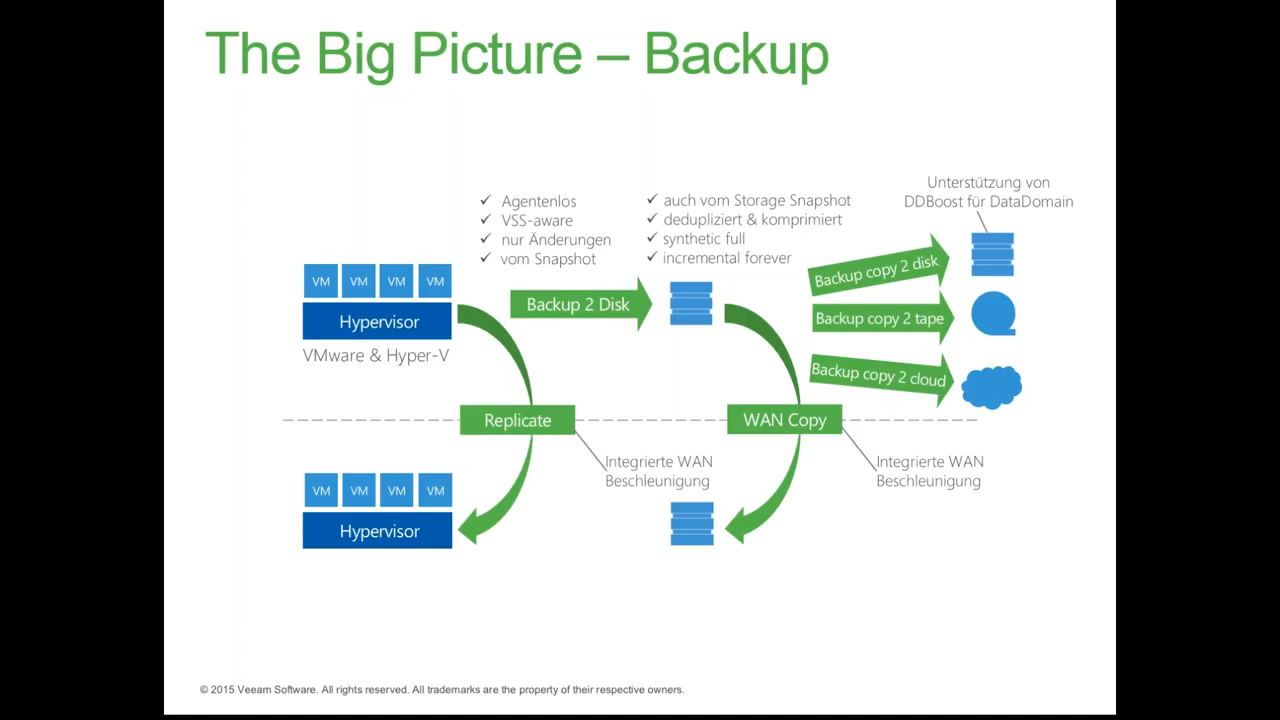 The Big Picture – Backup
Agentenlos
VSS-aware
nur Änderungen
vom Snapshot
auch vom Storage Snapshot
dedupliziert & komprimiert
synthetic full
incremental forever
Unterstützung von
DDBoost für DataDomain
VM VM VM VM
Hypervisor
VMware & Hyper-V
Backup 2 Disk
Backup copy 2 disk
Backup copy 2 tape
Backup copy 2 cloud
Replicate
WAN Copy
Integrierte WAN
Beschleunigung
Integrierte WAN
Beschleunigung
VM VM VM VM
Hypervisor
© 2015 Veeam Software. All rights reserved. All trademarks are the property of their respective owners.